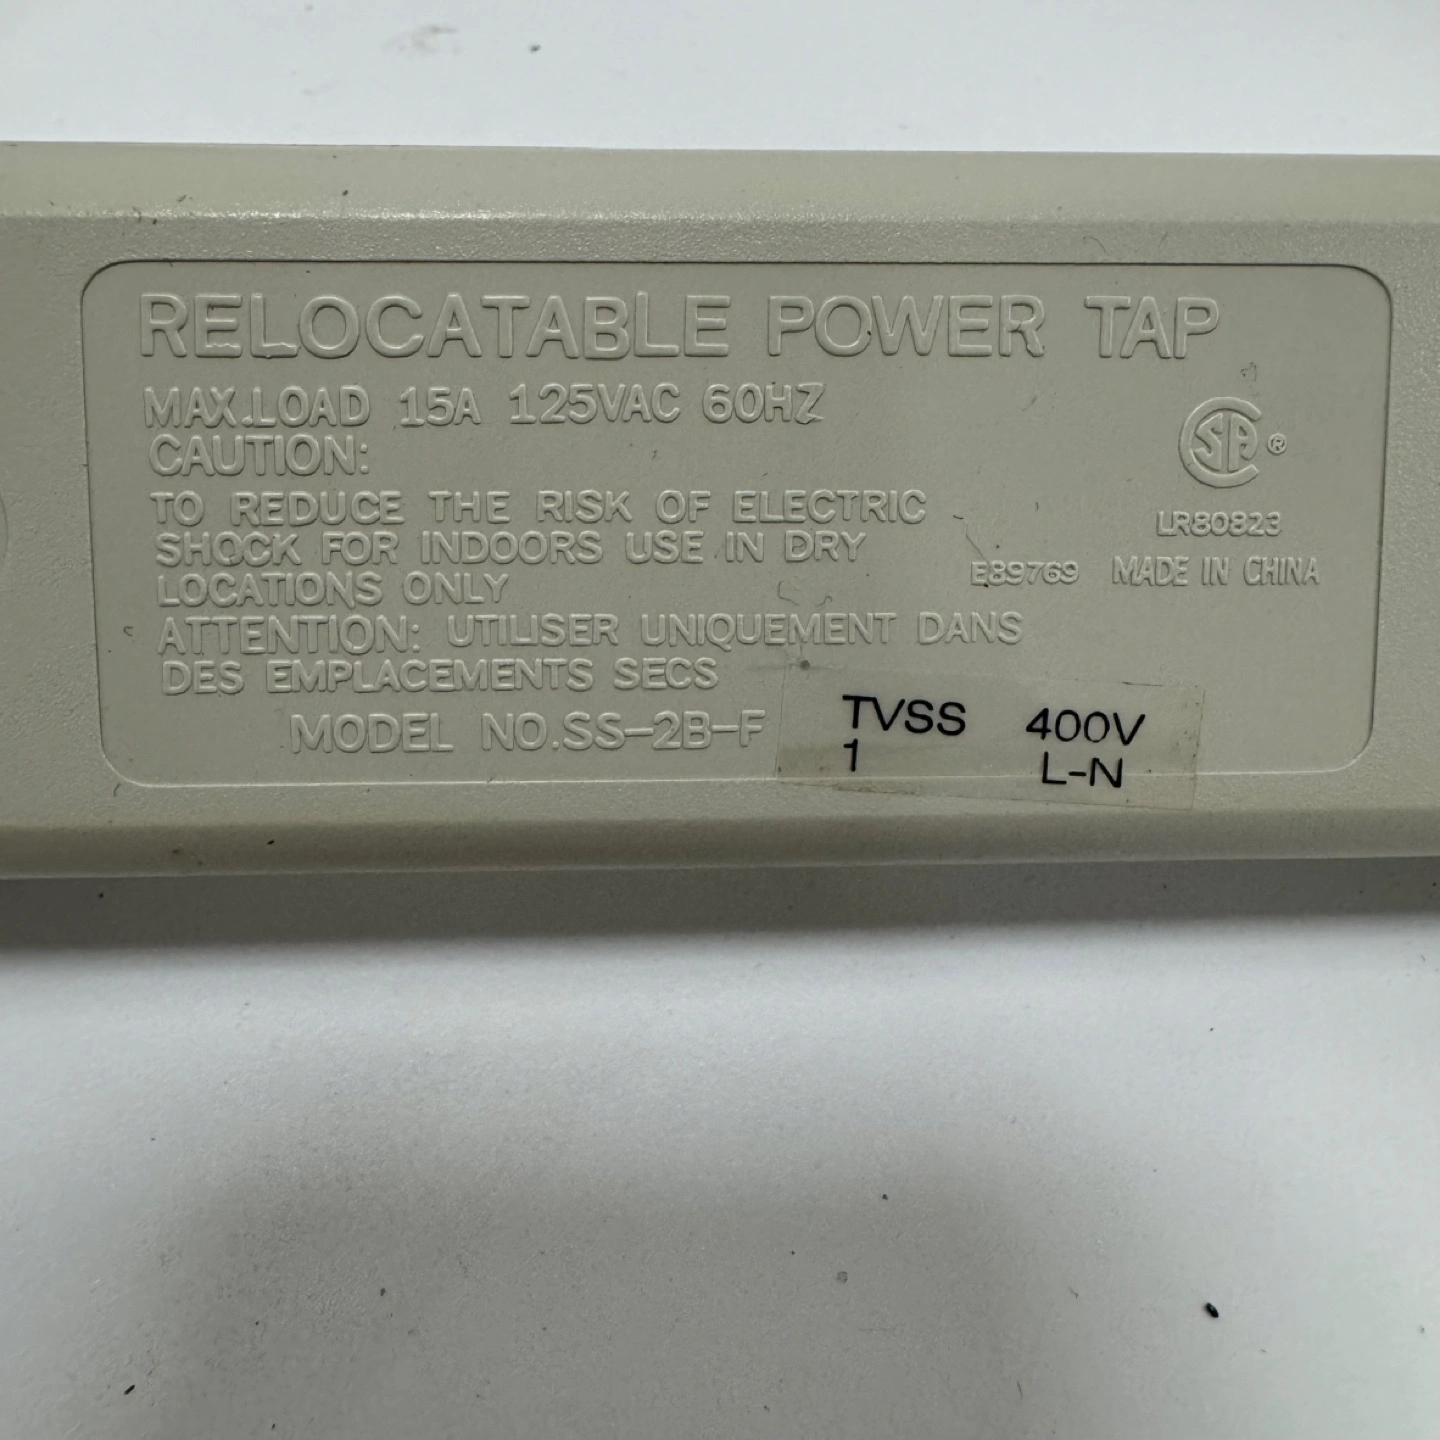 RELOCATABLE POWER TAP
MAX.LOAD 15A 125VAC 60HZ
CAUTION:
TO REDUCE THE RISK OF ELECTRIC
SHOCK FOR INDOORS USE IN DRY
LOCATIONS ONLY
ATTENTION: UTILISER UNIQUEMENT DANS
DES EMPLACEMENTS SECS
MODEL NO.SS-2B-F
SA ®
LR80823
E89769 MADE IN CHINA
TVSS 400V
1 L-N